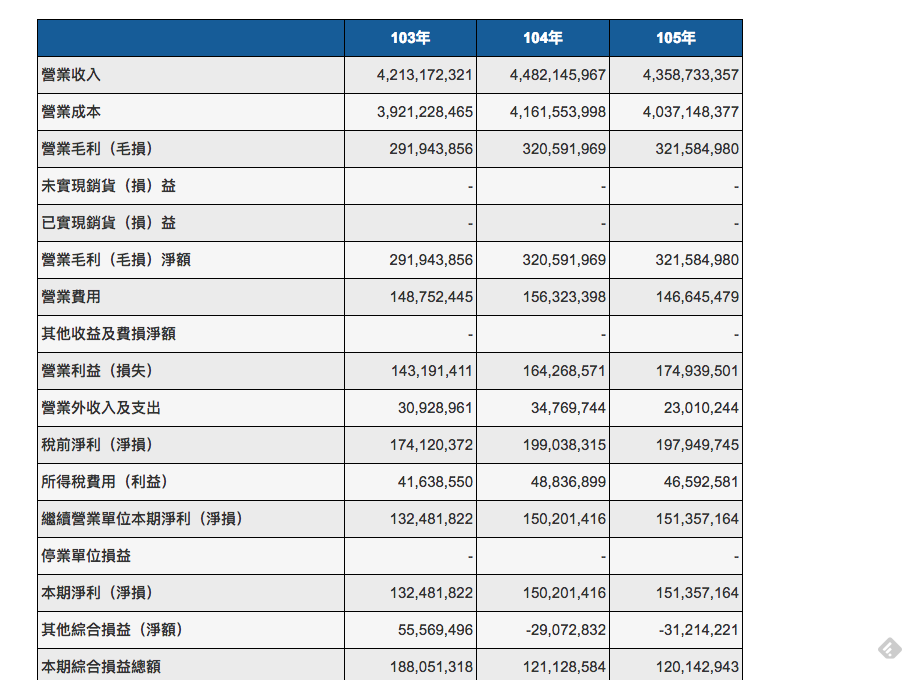 103年 104年 105年
營業收入 4,213,172,321 4,482,145,967 4,358,733,357
營業成本 3,921,228,465 4,161,553,998 4,037,148,377
營業毛利（毛損） 291,943,856 320,591,969 321,584,980
未實現銷貨（損）益 - - -
已實現銷貨（損）益 - - -
營業毛利（毛損）淨額 291,943,856 320,591,969 321,584,980
營業費用 148,752,445 156,323,398 146,645,479
其他收益及費損淨額 - - -
營業利益（損失） 143,191,411 164,268,571 174,939,501
營業外收入及支出 30,928,961 34,769,744 23,010,244
稅前淨利（淨損） 174,120,372 199,038,315 197,949,745
所得稅費用（利益） 41,638,550 48,836,899 46,592,581
繼續營業單位本期淨利（淨損） 132,481,822 150,201,416 151,357,164
停業單位損益 - - -
本期淨利（淨損） 132,481,822 150,201,416 151,357,164
其他綜合損益（淨額） 55,569,496 -29,072,832 -31,214,221
本期綜合損益總額 188,051,318 121,128,584 120,142,943